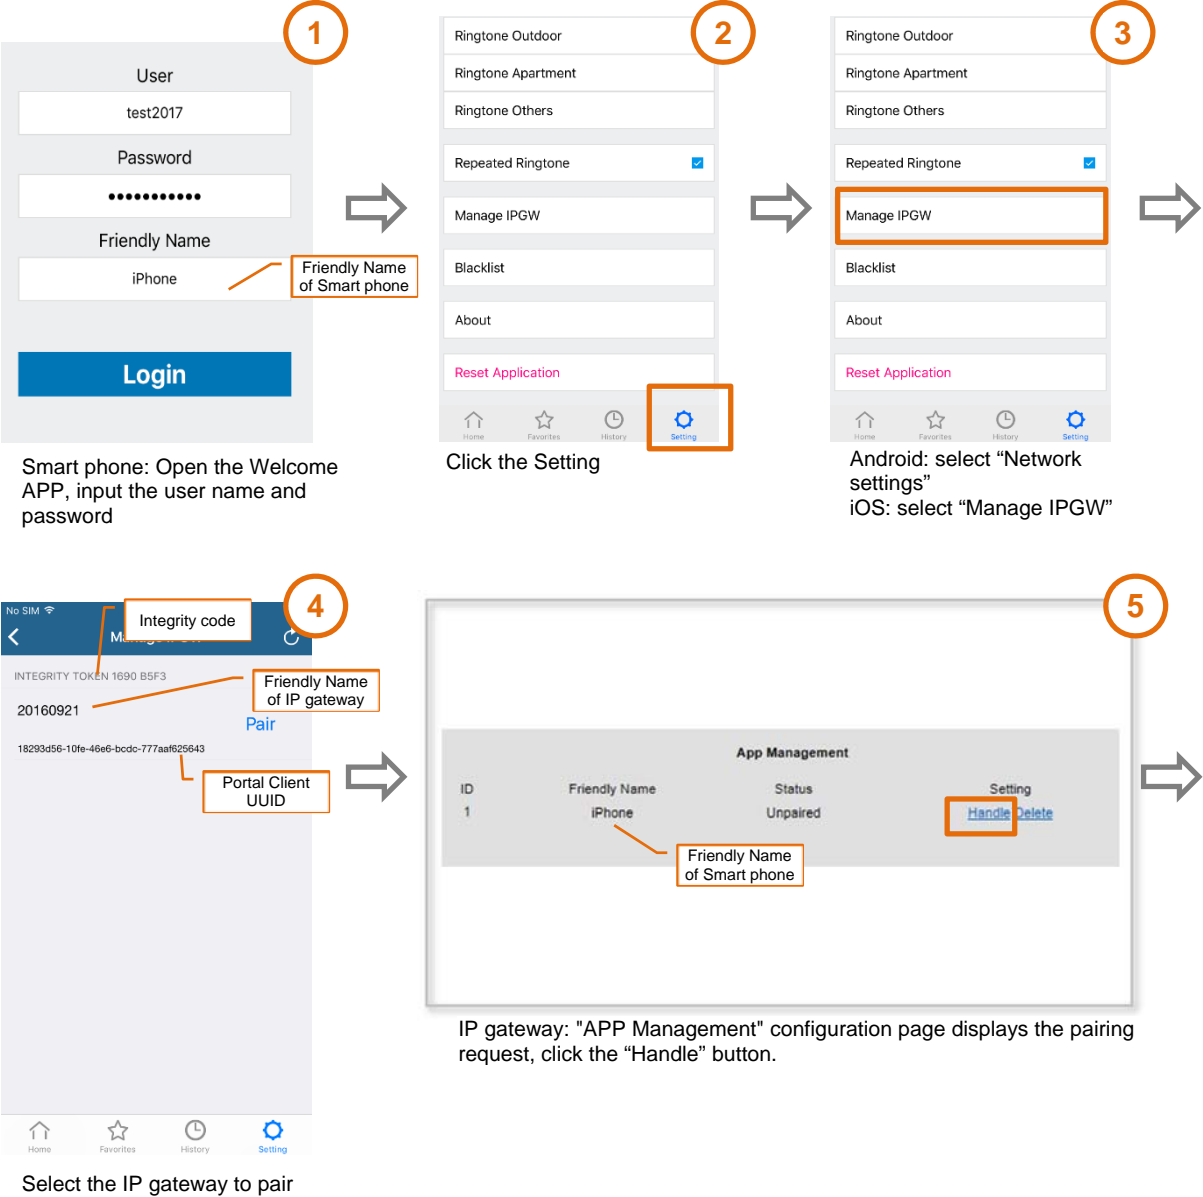 1
User
test2017
Password
Friendly Name
iPhone
Friendly Name
of Smart phone
Login
Smart phone: Open the Welcome
APP, input the user name and
password
2
Ringtone Outdoor
Ringtone Apartment
Ringtone Others
Repeated Ringtone
Manage IPGW
Blacklist
About
Reset Application
Home Favorites History Setting
Click the Setting
3
Ringtone Outdoor
Ringtone Apartment
Ringtone Others
Repeated Ringtone
Manage IPGW
Blacklist
About
Reset Application
Home Favorites History Setting
Android: select “Network
settings”
iOS: select “Manage IPGW”
4
No SIM
Integrity code
INTEGRITY TOKEN 1690 B5F3
Friendly Name
of IP gateway
20160921
Pair
18293d56-10fe-46e6-bcdc-777aaf625643
Portal Client
UUID
Home Favorites History Setting
Select the IP gateway to pair
5
App Management
ID Friendly Name Status Setting
1 iPhone Unpaired Handle Delete
Friendly Name
of Smart phone
IP gateway: "APP Management" configuration page displays the pairing
request, click the “Handle” button.